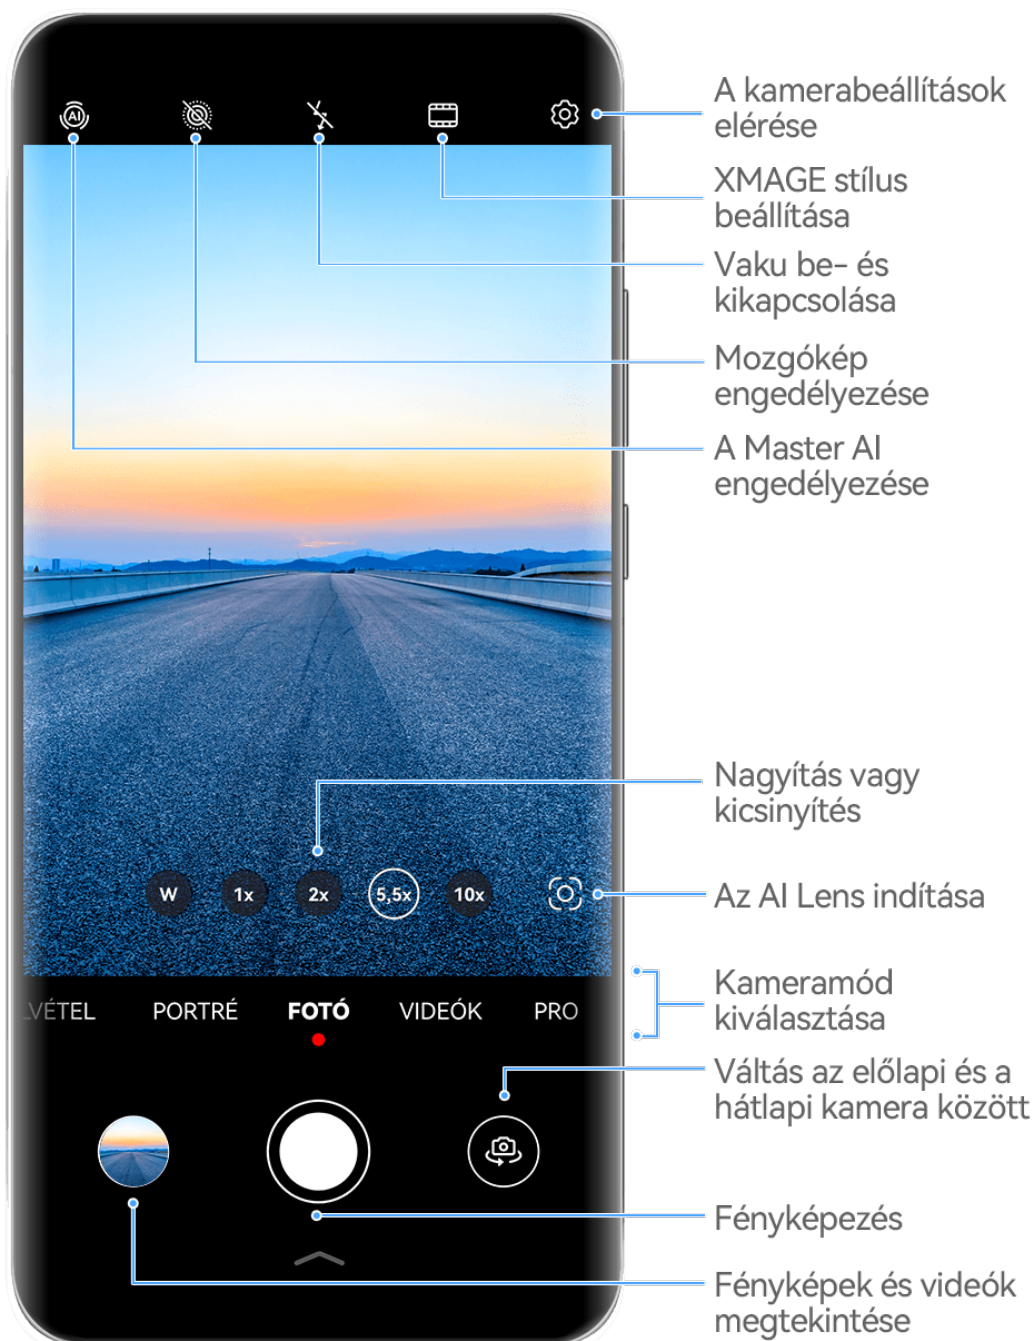 AI
A kamerabeállítások
elérése
XMAGE stílus
beállítása
Vaku be- és
kikapcsolása
Mozgókép
engedélyezése
A Master AI
engedélyezése
Nagyítás vagy
kicsinyítés
W 1x 2x 5,5x 10x
Az AI Lens indítása
LVÉTEL PORTRÉ FOTÓ VIDEÓK PRO
Kameramód
kiválasztása
Váltás az előlapi és a
hátlapi kamera között
Fényképezés
Fényképek és videók
megtekintése